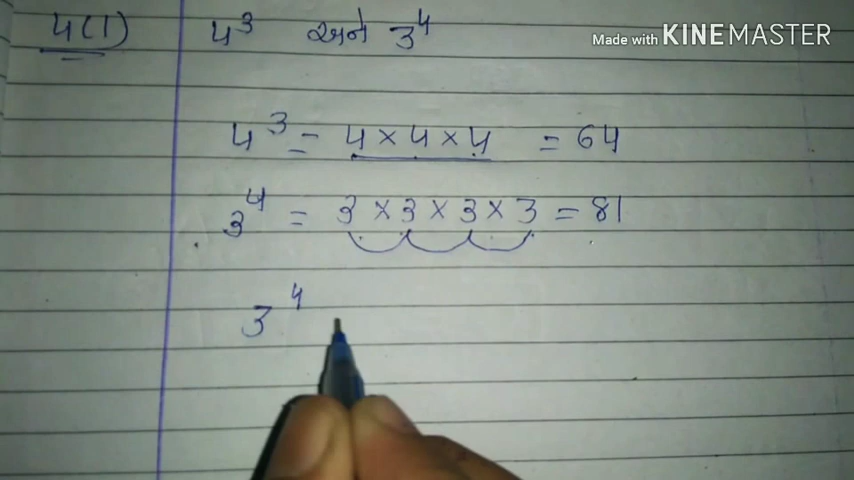 4(1) 4³ અને 3⁴
Made with KINEMASTER
4³ = 4 × 4 × 4 = 64
3⁴ = 3 × 3 × 3 × 3 = 81
3⁴